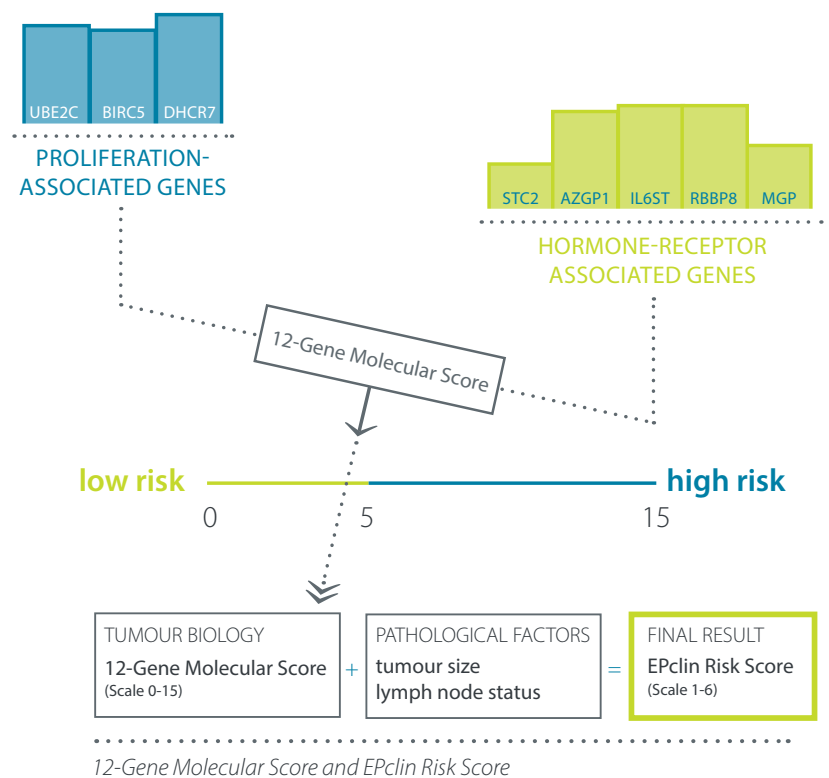 UBE2C BIRC5 DHCR7
PROLIFERATION-
ASSOCIATED GENES
STC2 AZGP1 IL6ST RBBP8 MGP
HORMONE-RECEPTOR
ASSOCIATED GENES
12-Gene Molecular Score
low risk
high risk
0 5 15
TUMOUR BIOLOGY
12-Gene Molecular Score
(Scale 0-15)
+
PATHOLOGICAL FACTORS
tumour size
lymph node status
=
FINAL RESULT
EPclin Risk Score
(Scale 1-6)
12-Gene Molecular Score and EPclin Risk Score